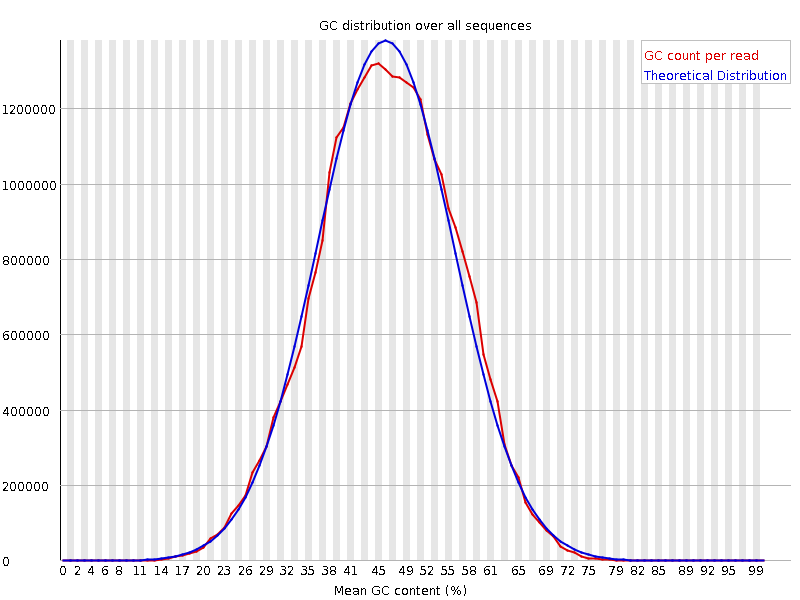 GC distribution over all sequences
GC count per read
Theoretical Distribution
1200000
1000000
800000
600000
400000
200000
0
0 2 4 6 8 11 14 17 20 23 26 29 32 35 38 41 45 49 52 55 58 61 65 69 72 75 79 82 85 89 92 95 99
Mean GC content (%)